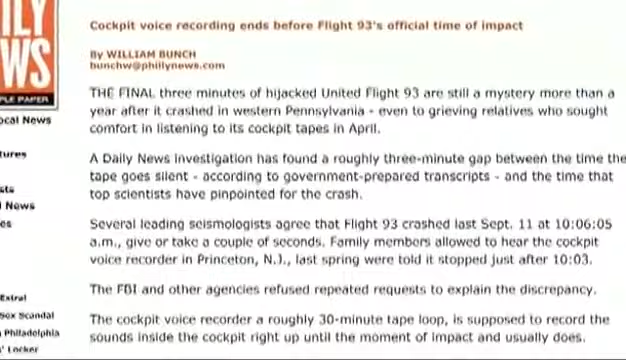 ILY
WS
PLE PAPER
ocal News
tures
sts
l News
es
Extra!
Sox Scandal
Philadelphia
' Locker
Cockpit voice recording ends before Flight 93's official time of impact
By WILLIAM BUNCH
bunchw@phillynews.com
THE FINAL three minutes of hijacked United Flight 93 are still a mystery more than a
year after it crashed in western Pennsylvania - even to grieving relatives who sought
comfort in listening to its cockpit tapes in April.
A Daily News investigation has found a roughly three-minute gap between the time the
tape goes silent - according to government-prepared transcripts - and the time that
top scientists have pinpointed for the crash.
Several leading seismologists agree that Flight 93 crashed last Sept. 11 at 10:06:05
a.m., give or take a couple of seconds. Family members allowed to hear the cockpit
voice recorder in Princeton, N.J., last spring were told it stopped just after 10:03.
The FBI and other agencies refused repeated requests to explain the discrepancy.
The cockpit voice recorder a roughly 30-minute tape loop, is supposed to record the
sounds inside the cockpit right up until the moment of impact and usually does.